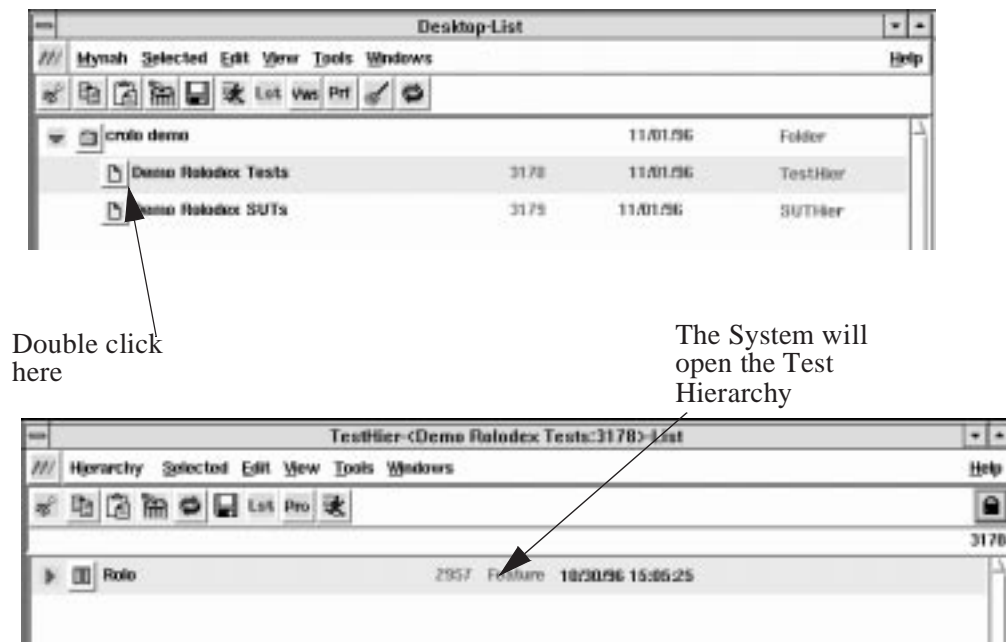 Desktop-List
Mynah Selected Edit View Tools Windows Help
Lst Vws Prf
crolo demo 11/01/96 Folder
Demo Rolodex Tests 3178 11/01/96 TestHier
Demo Rolodex SUTs 3179 11/01/96 SUTHier
Double click
here
The System will
open the Test
Hierarchy
TestHier-<Demo Rolodex Tests:3178>-List
Hierarchy Selected Edit View Tools Windows Help
Lst Pro
3178
Rolo 2957 Feature 10/30/96 15:05:25